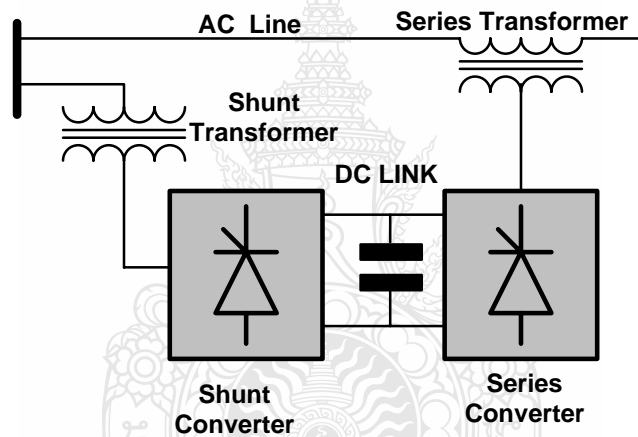 AC Line
Series Transformer
Shunt
Transformer
DC LINK
Shunt
Converter
Series
Converter